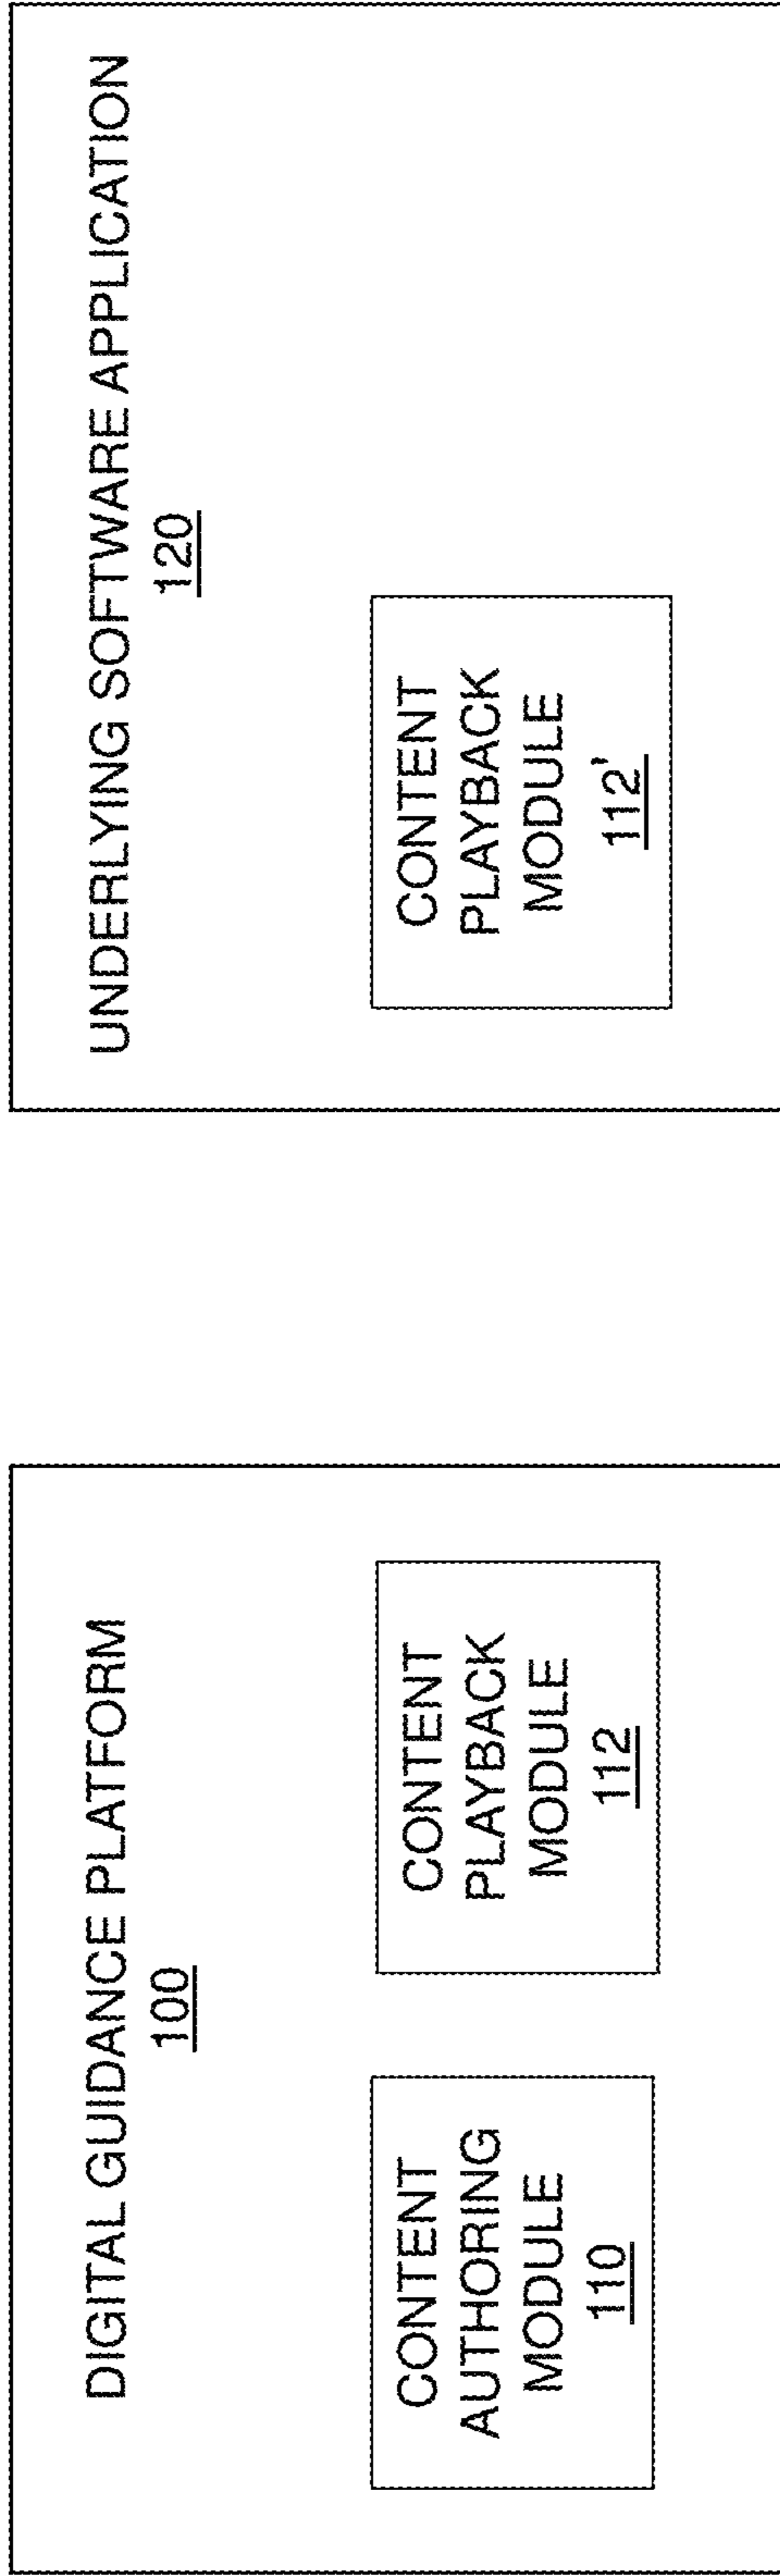 DIGITAL GUIDANCE PLATFORM
100
CONTENT
AUTHORING
MODULE
110
CONTENT
PLAYBACK
MODULE
112
UNDERLYING SOFTWARE APPLICATION
120
CONTENT
PLAYBACK
MODULE
112'